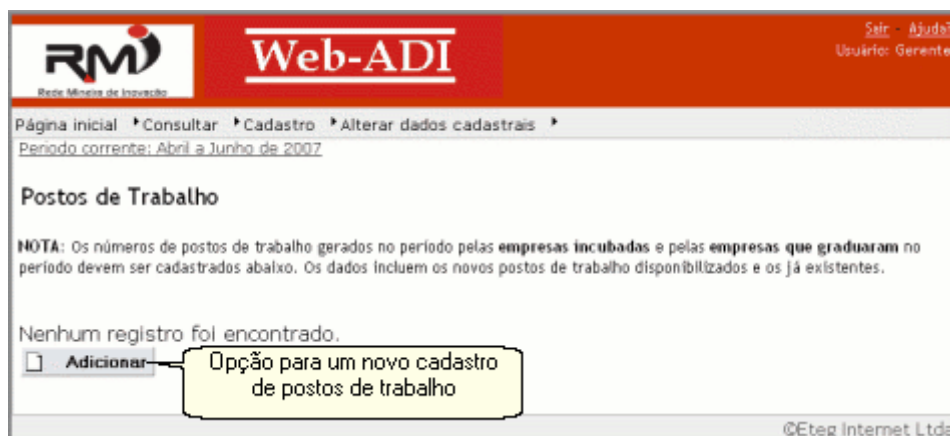 RMI
Rede Mineira de Inovação
Web-ADI
Sair - Ajuda?
Usuário: Gerente
Página inicial Consultar Cadastro Alterar dados cadastrais
Periodo corrente: Abril a Junho de 2007
Postos de Trabalho
NOTA: Os números de postos de trabalho gerados no período pelas empresas incubadas e pelas empresas que graduaram no
período devem ser cadastrados abaixo. Os dados incluem os novos postos de trabalho disponibilizados e os já existentes.
Nenhum registro foi encontrado.
Adicionar
Opção para um novo cadastro
de postos de trabalho
©Eteg Internet Ltda